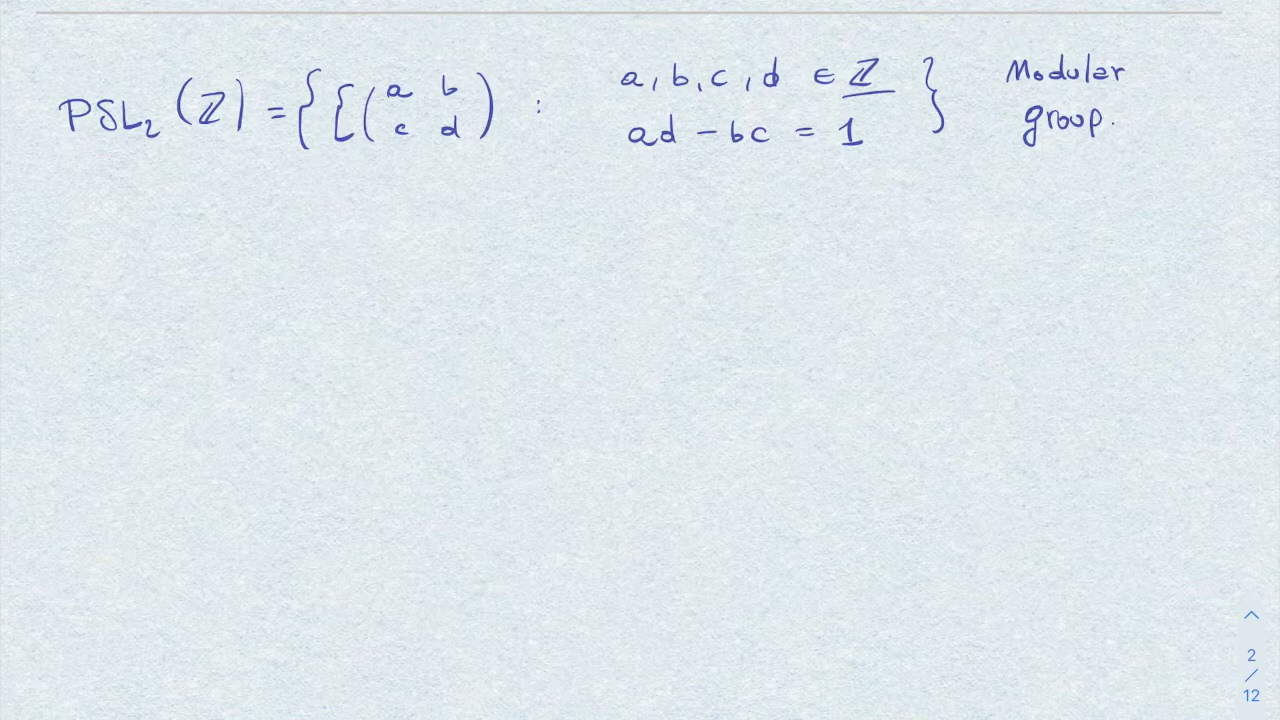 PSL₂(ℤ) = { [ ( a b
c d ) : a, b, c, d ∈ ℤ
ad - bc = 1 } Modular
group.
2
/
12